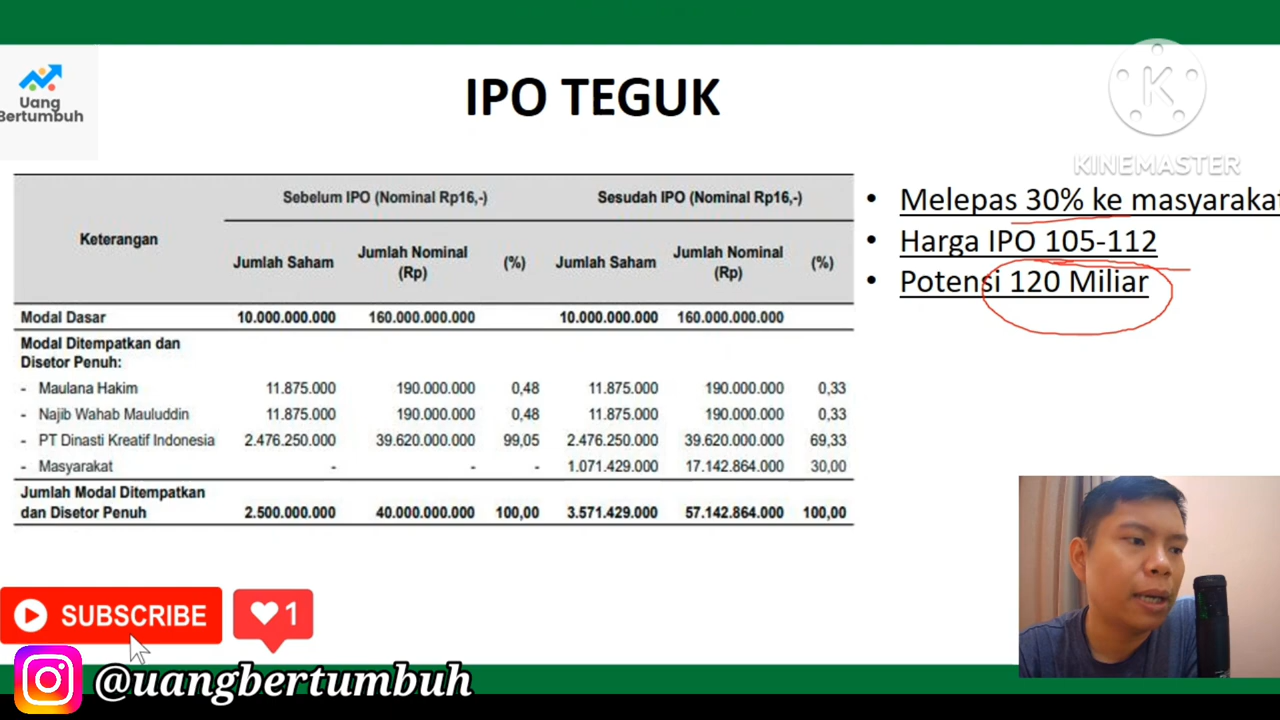 IPO TEGUK
Uang
Bertumbuh
KINEMASTER
Keterangan
Sebelum IPO (Nominal Rp16,-)
Sesudah IPO (Nominal Rp16,-)
Jumlah Saham
Jumlah Nominal
(Rp)
(%)
Jumlah Saham
Jumlah Nominal
(Rp)
(%)
Modal Dasar 10.000.000.000 160.000.000.000 10.000.000.000 160.000.000.000
Modal Ditempatkan dan
Disetor Penuh:
- Maulana Hakim 11.875.000 190.000.000 0,48 11.875.000 190.000.000 0,33
- Najib Wahab Mauluddin 11.875.000 190.000.000 0,48 11.875.000 190.000.000 0,33
- PT Dinasti Kreatif Indonesia 2.476.250.000 39.620.000.000 99,05 2.476.250.000 39.620.000.000 69,33
- Masyarakat - - - 1.071.429.000 17.142.864.000 30,00
Jumlah Modal Ditempatkan
dan Disetor Penuh 2.500.000.000 40.000.000.000 100,00 3.571.429.000 57.142.864.000 100,00
• Melepas 30% ke masyarakat
• Harga IPO 105-112
• Potensi 120 Miliar
SUBSCRIBE
1
@uangbertumbuh